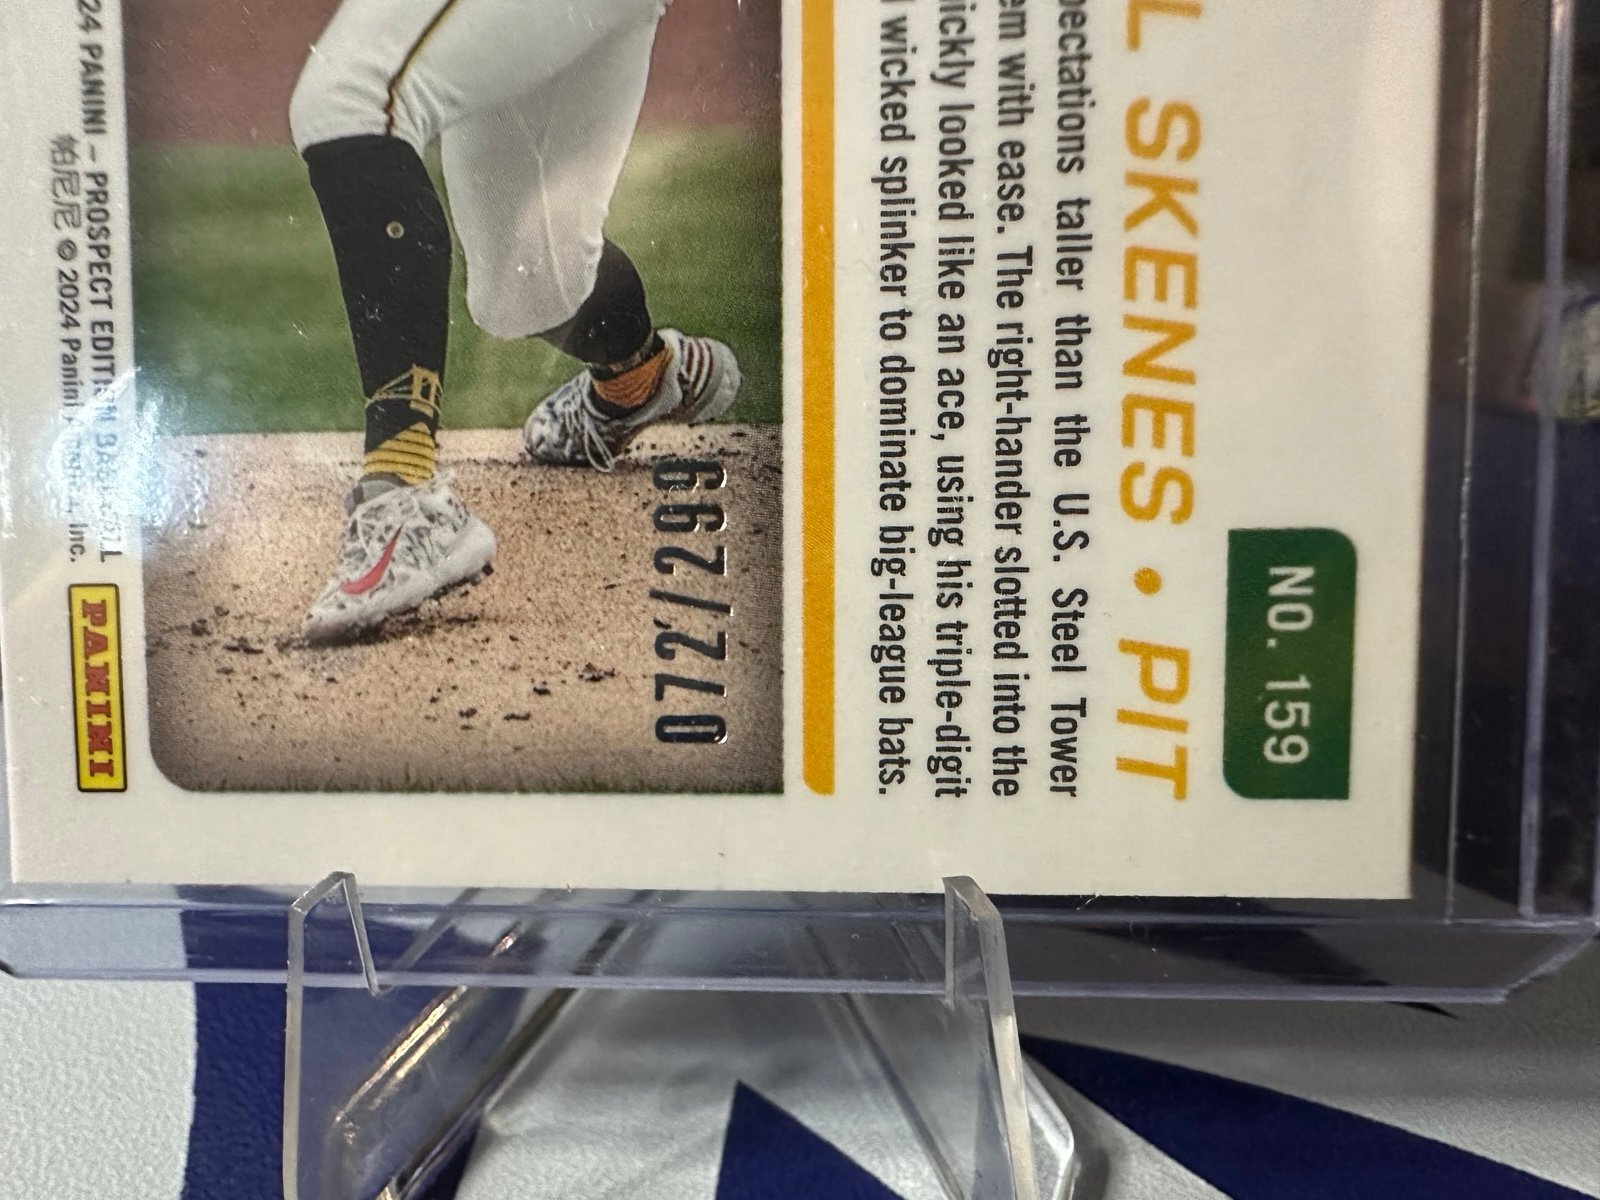 NO. 159
L SKENES • PIT
pectations taller than the U.S. Steel Tower
em with ease. The right-hander slotted into the
ickly looked like an ace, using his triple-digit
wicked splinker to dominate big-league bats.
072/299
24 PANINI – PROSPECT EDITION BASEBALL
帕尼尼 © 2024 Panini America, Inc.
PANINI